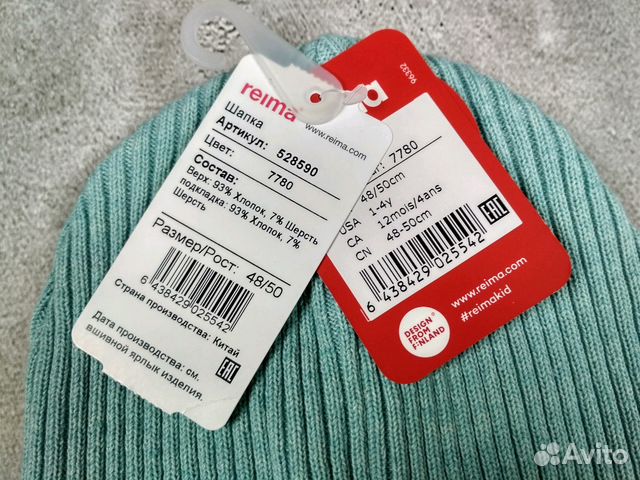 reima
www.reima.com
Шапка
Артикул: 528590
Цвет: 7780
Состав:
Верх: 93% Хлопок, 7% Шерсть
подкладка: 93% Хлопок, 7%
Шерсть
Размер/Рост: 48/50
6 438429 025542
Страна производства: Китай
Дата производства: см.
вшивной ярлык изделия.
EAC
96332
7780
48/50cm
USA 1-4y
CA 12mois/4ans
CN 48-50cm
EAC
6 438429 025542
www.reima.com
#reimakid
DESIGN
FROM
FINLAND
Avito